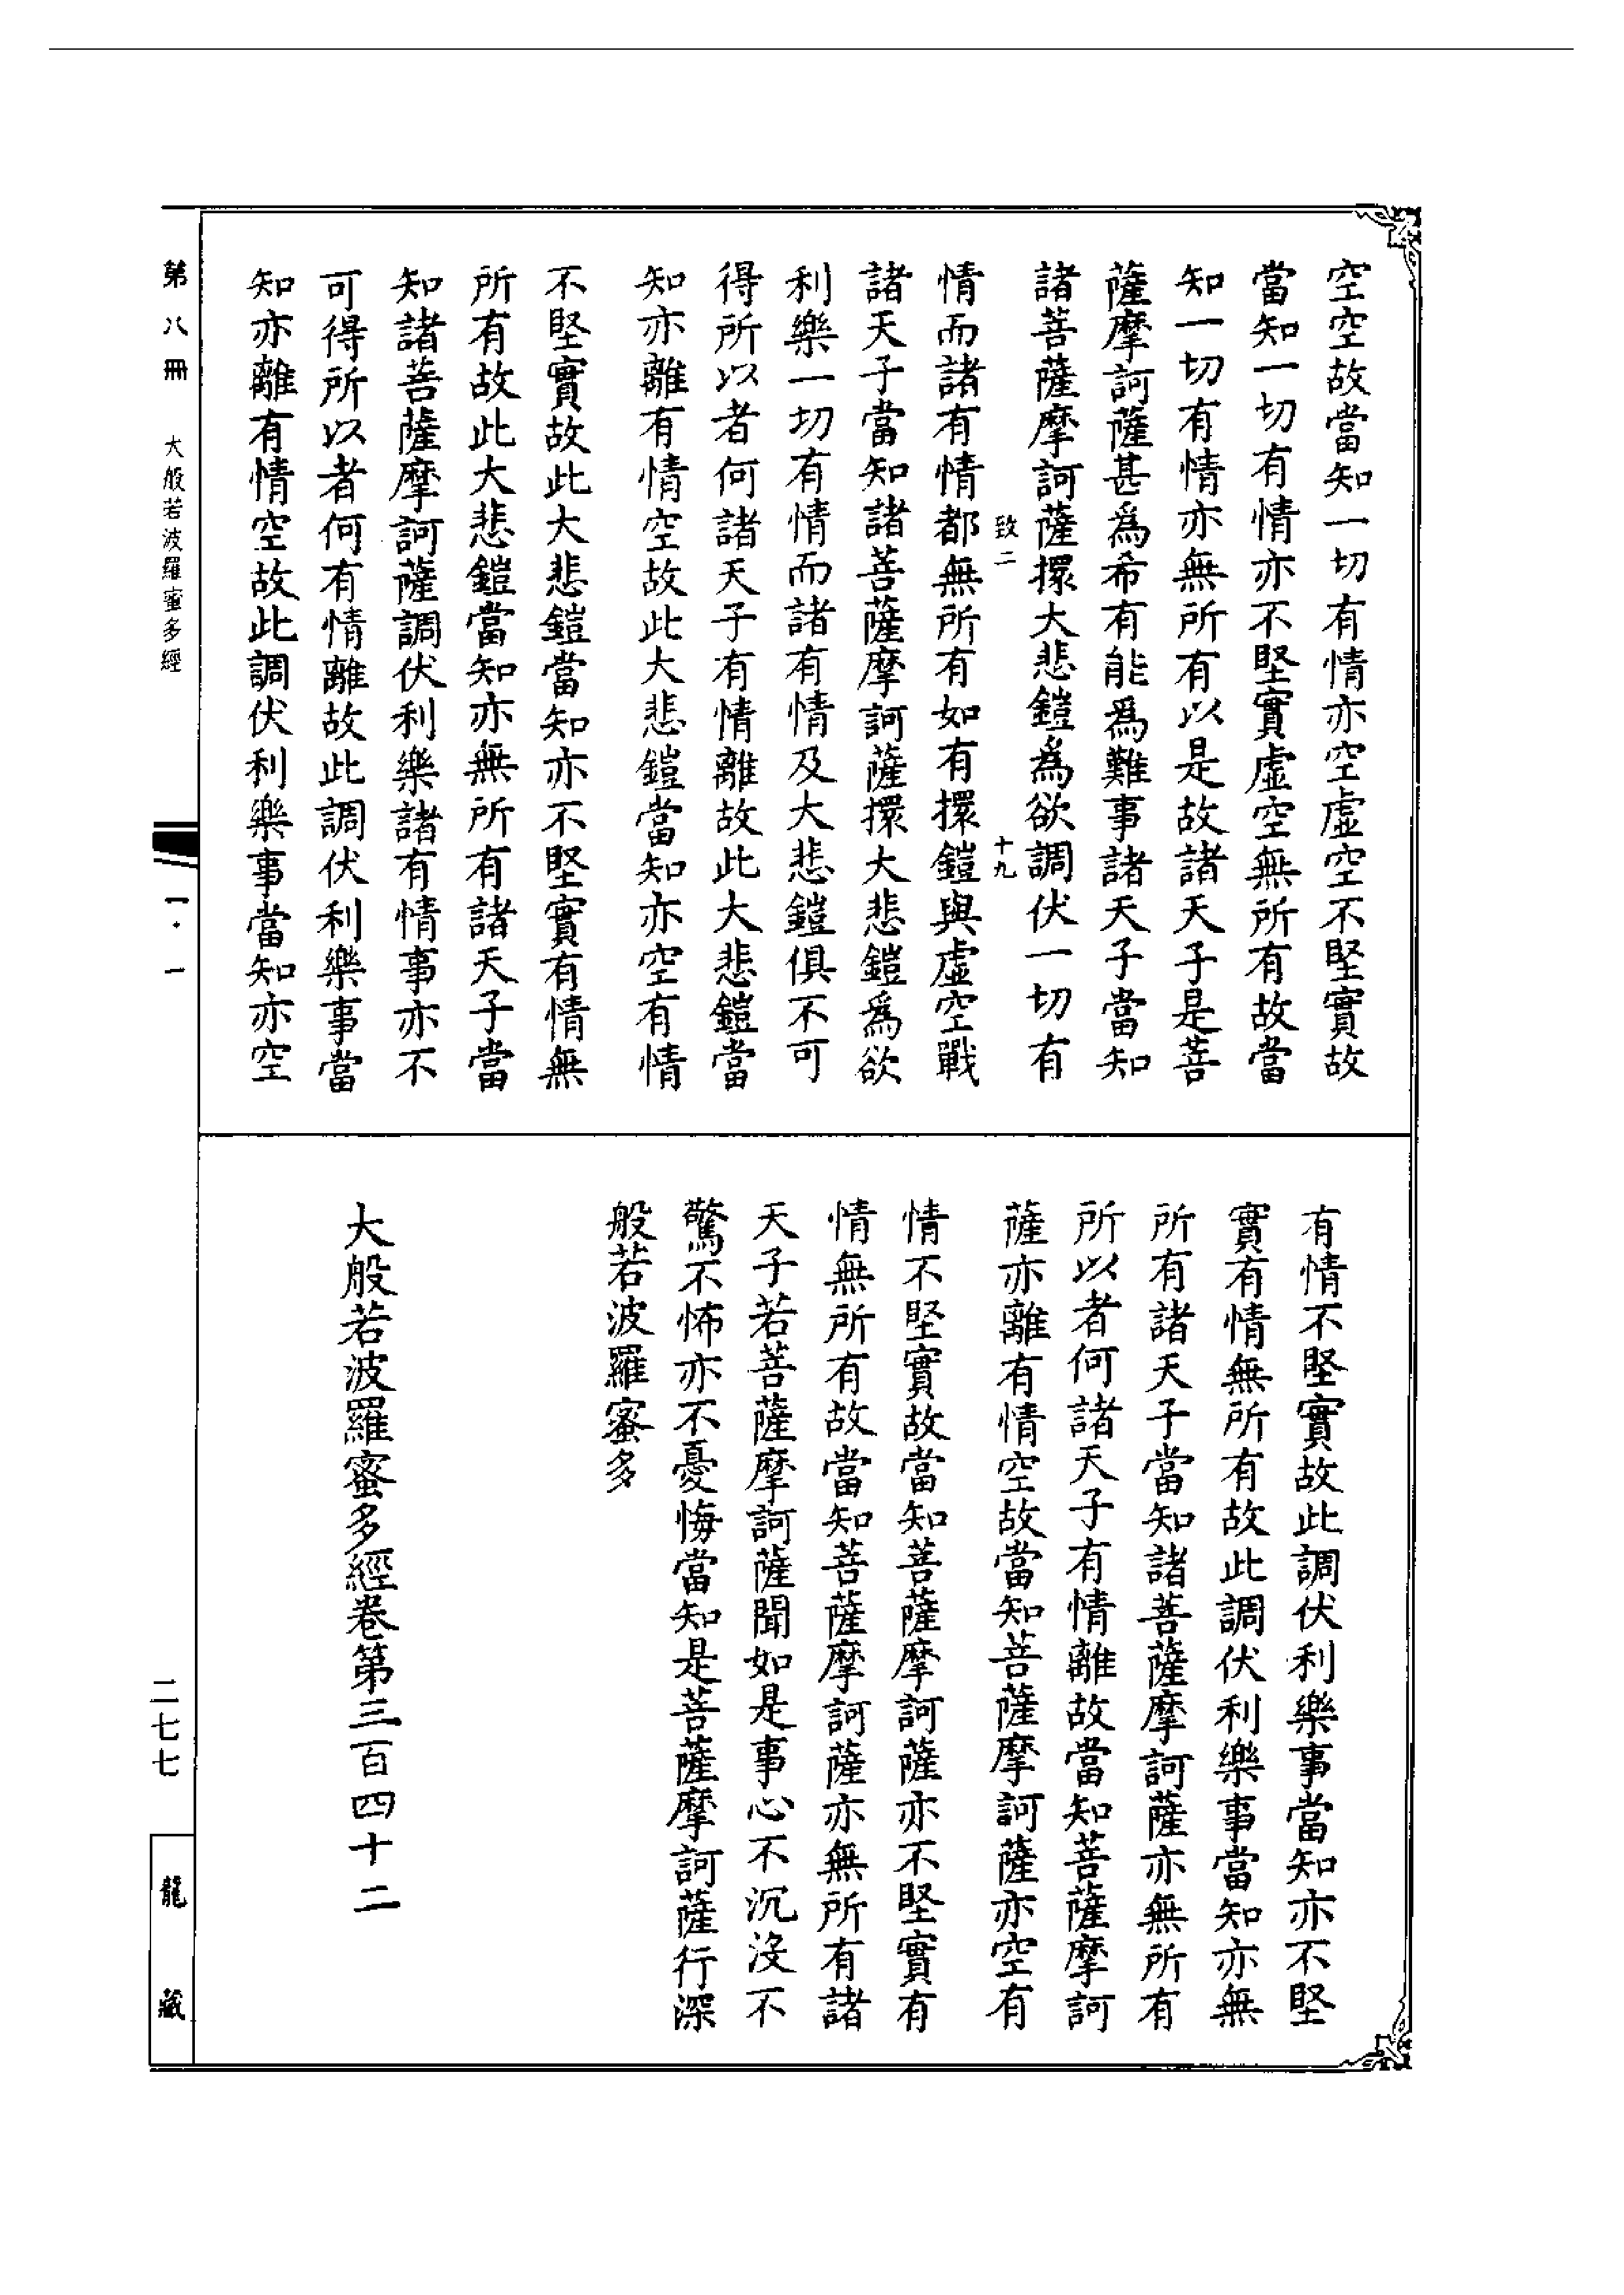 空空故當知一切有情亦空虛空不堅實故
當知一切有情亦不堅實虛空無所有故當
知一切有情亦無所有以是故諸天子是菩
薩摩訶薩甚爲希有能爲難事諸天子當知
諸菩薩摩訶薩擐大悲鎧爲欲調伏一切有
致二 十九
情而諸有情都無所有如有擐鎧與虛空戰
諸天子當知諸菩薩摩訶薩擐大悲鎧爲欲
利樂一切有情而諸有情及大悲鎧俱不可
得所以者何諸天子有情離故此大悲鎧當
知亦離有情空故此大悲鎧當知亦空有情
不堅實故此大悲鎧當知亦不堅實有情無
所有故此大悲鎧當知亦無所有諸天子當
知諸菩薩摩訶薩調伏利樂諸有情事亦不
可得所以者何有情離故此調伏利樂事當
知亦離有情空故此調伏利樂事當知亦空
有情不堅實故此調伏利樂事當知亦不堅
實有情無所有故此調伏利樂事當知亦無
所有諸天子當知諸菩薩摩訶薩亦無所有
所以者何諸天子有情離故當知菩薩摩訶
薩亦離有情空故當知菩薩摩訶薩亦空有
情不堅實故當知菩薩摩訶薩亦不堅實有
情無所有故當知菩薩摩訶薩亦無所有諸
天子若菩薩摩訶薩聞如是事心不沉沒不
驚不怖亦不憂悔當知是菩薩摩訶薩行深
般若波羅蜜多
大般若波羅蜜多經卷第三百四十二
第八冊 大般若波羅蜜多經
一·一
二七七
龍藏